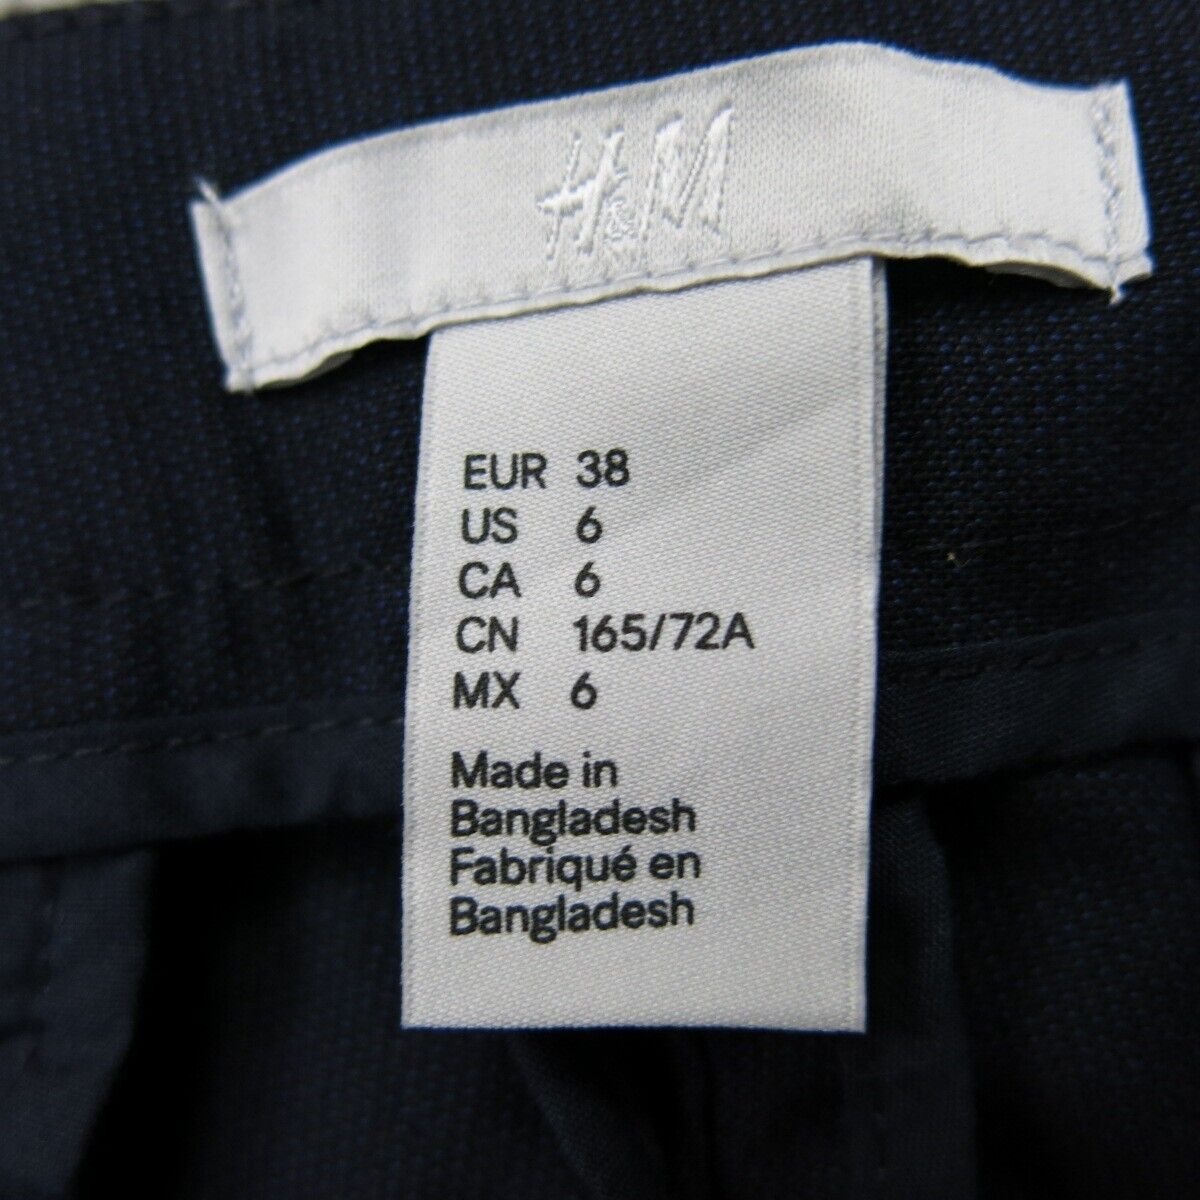 H&M
EUR 38
US 6
CA 6
CN 165/72A
MX 6
Made in
Bangladesh
Fabriqué en
Bangladesh